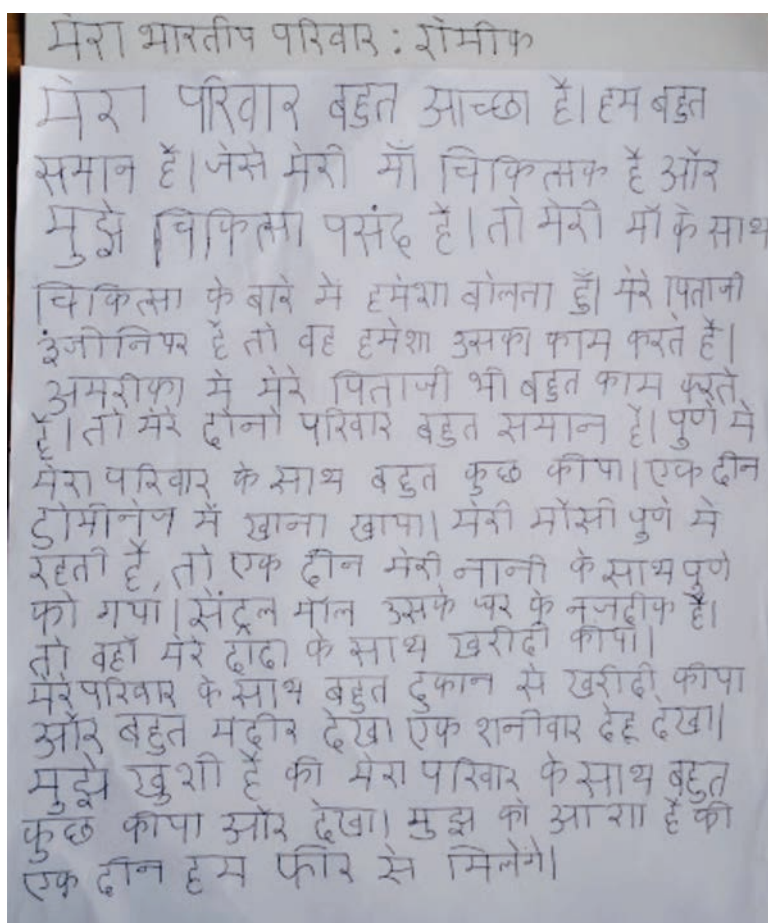 मेरा भारतीय परिवार : रोमीक
मेरा परिवार बहुत आच्छा है। हम बहुत
समान है। जेसे मेरी माँ चिकित्सक है और
मुझे चिकित्सा पसंद है। तो मेरी माँ के साथ
चिकित्सा के बारे में हमेशा बोलता हुँ। मेरे पिताजी
इंजीनियर है तो वह हमेशा उसका काम करते है।
अमरीका मे मेरे पिताजी भी बहुत काम करते
है। तो मेरे दोनो परिवार बहुत समान है। पुणे मे
मेरा परिवार के साथ बहुत कुछ कीया। एक दीन
डोमीनोज में खाना खाया। मेरी मौसी पुणे मे
रहती है, तो एक दीन मेरी नानी के साथ पुणे
को गया। सेंट्रल मॉल उसके घर के नजदीक है।
तो वहाँ मेरे दादा के साथ खरीदी कीया।
मेरे परिवार के साथ बहुत दुकान से खरीदी कीया
और बहुत मंदीर देखा एक शनीवार देहू देखा।
मुझे खुशी है की मेरा परिवार के साथ बहुत
कुछ कीया और देखा। मुझ को आशा है की
एक दीन हम फीर से मिलेगे।